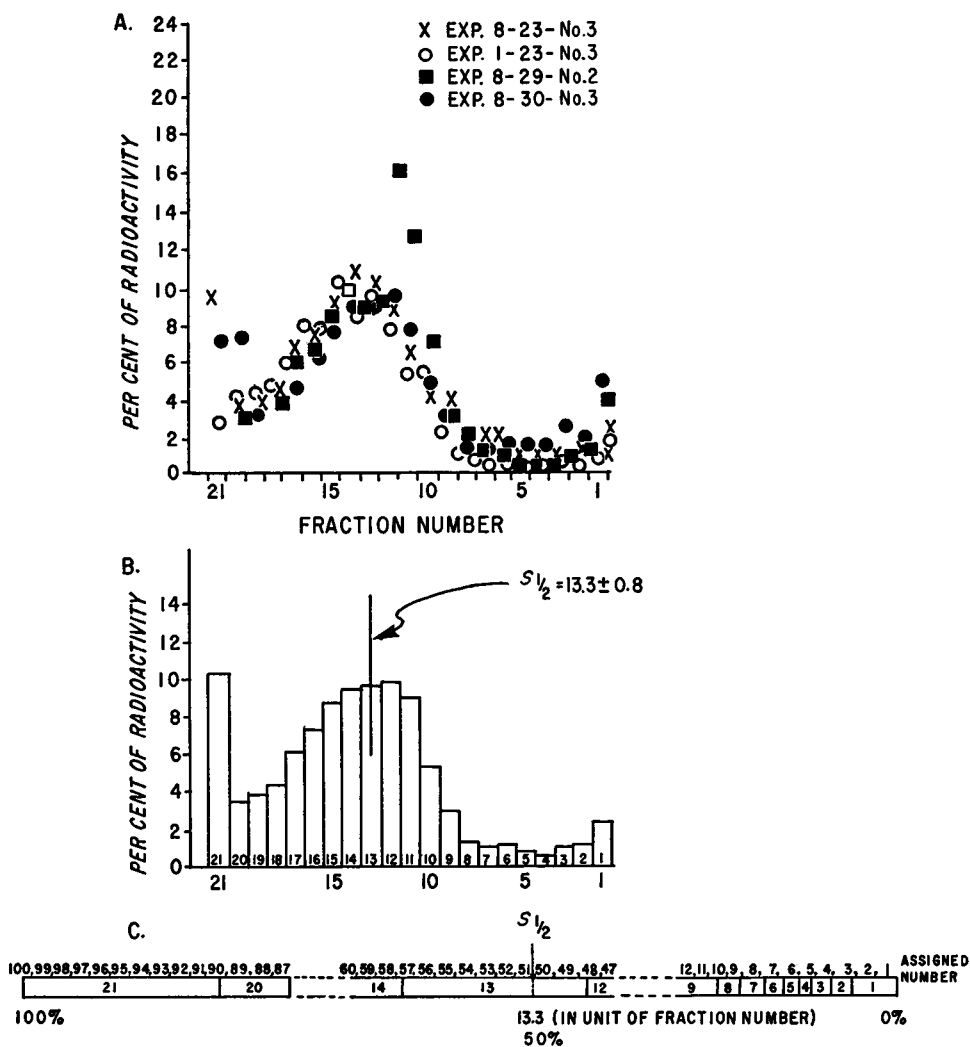 A.
24
22
20
18
16
14
12
10
8
6
4
2
0
PER CENT OF RADIOACTIVITY
X EXP. 8-23-No.3
O EXP. 1-23-No.3
■ EXP. 8-29-No.2
● EXP. 8-30-No.3
21 15 10 5 1
FRACTION NUMBER
B.
S 1/2 = 13.3 ± 0.8
14
12
10
8
6
4
2
0
PER CENT OF RADIOACTIVITY
21 20 19 18 17 16 15 14 13 12 11 10 9 8 7 6 5 4 3 2 1
21 15 10 5 1
C.
S 1/2
100,99,98,97,96,95,94,93,92,91,90,89,88,87 60,59,58,57,56,55,54,53,52,51,50,49,48,47 12,11,10,9,8,7,6,5,4,3,2,1 ASSIGNED NUMBER
21 20 14 13 12 9 8 7 6 5 4 3 2 1
100% 13.3 (IN UNIT OF FRACTION NUMBER) 0%
50%